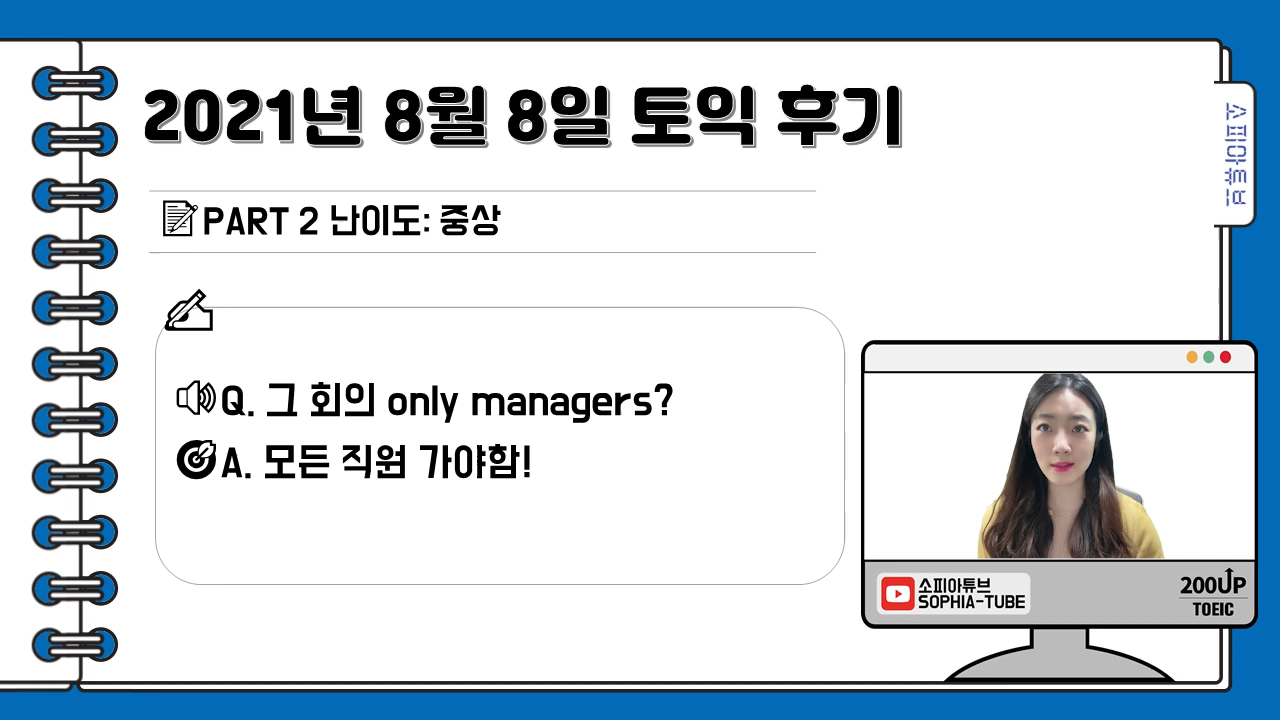 2021년 8월 8일 토익 후기
소피아튜브
PART 2 난이도: 중상
Q. 그 회의 only managers?
A. 모든 직원 가야함!
소피아튜브
SOPHIA-TUBE
200UP
TOEIC